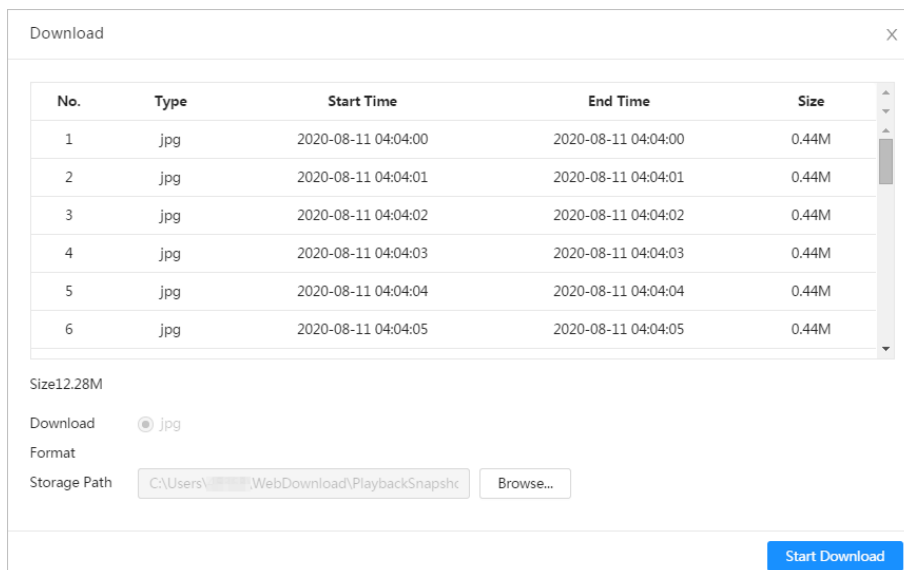 Download
No. Type Start Time End Time Size
1 jpg 2020-08-11 04:04:00 2020-08-11 04:04:00 0.44M
2 jpg 2020-08-11 04:04:01 2020-08-11 04:04:01 0.44M
3 jpg 2020-08-11 04:04:02 2020-08-11 04:04:02 0.44M
4 jpg 2020-08-11 04:04:03 2020-08-11 04:04:03 0.44M
5 jpg 2020-08-11 04:04:04 2020-08-11 04:04:04 0.44M
6 jpg 2020-08-11 04:04:05 2020-08-11 04:04:05 0.44M
Size12.28M
Download jpg
Format
Storage Path C:\Users\ WebDownload\PlaybackSnapsho Browse...
Start Download